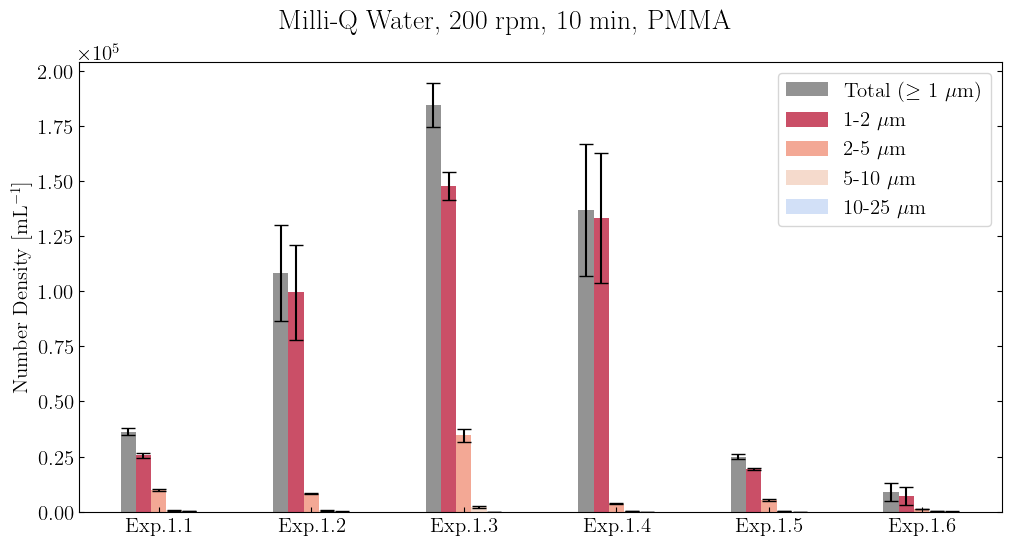 Milli-Q Water, 200 rpm, 10 min, PMMA
×10⁵
2.00
1.75
1.50
1.25
1.00
0.75
0.50
0.25
0.00
Number Density [mL⁻¹]
Total (≥ 1 μm)
1-2 μm
2-5 μm
5-10 μm
10-25 μm
Exp.1.1 Exp.1.2 Exp.1.3 Exp.1.4 Exp.1.5 Exp.1.6